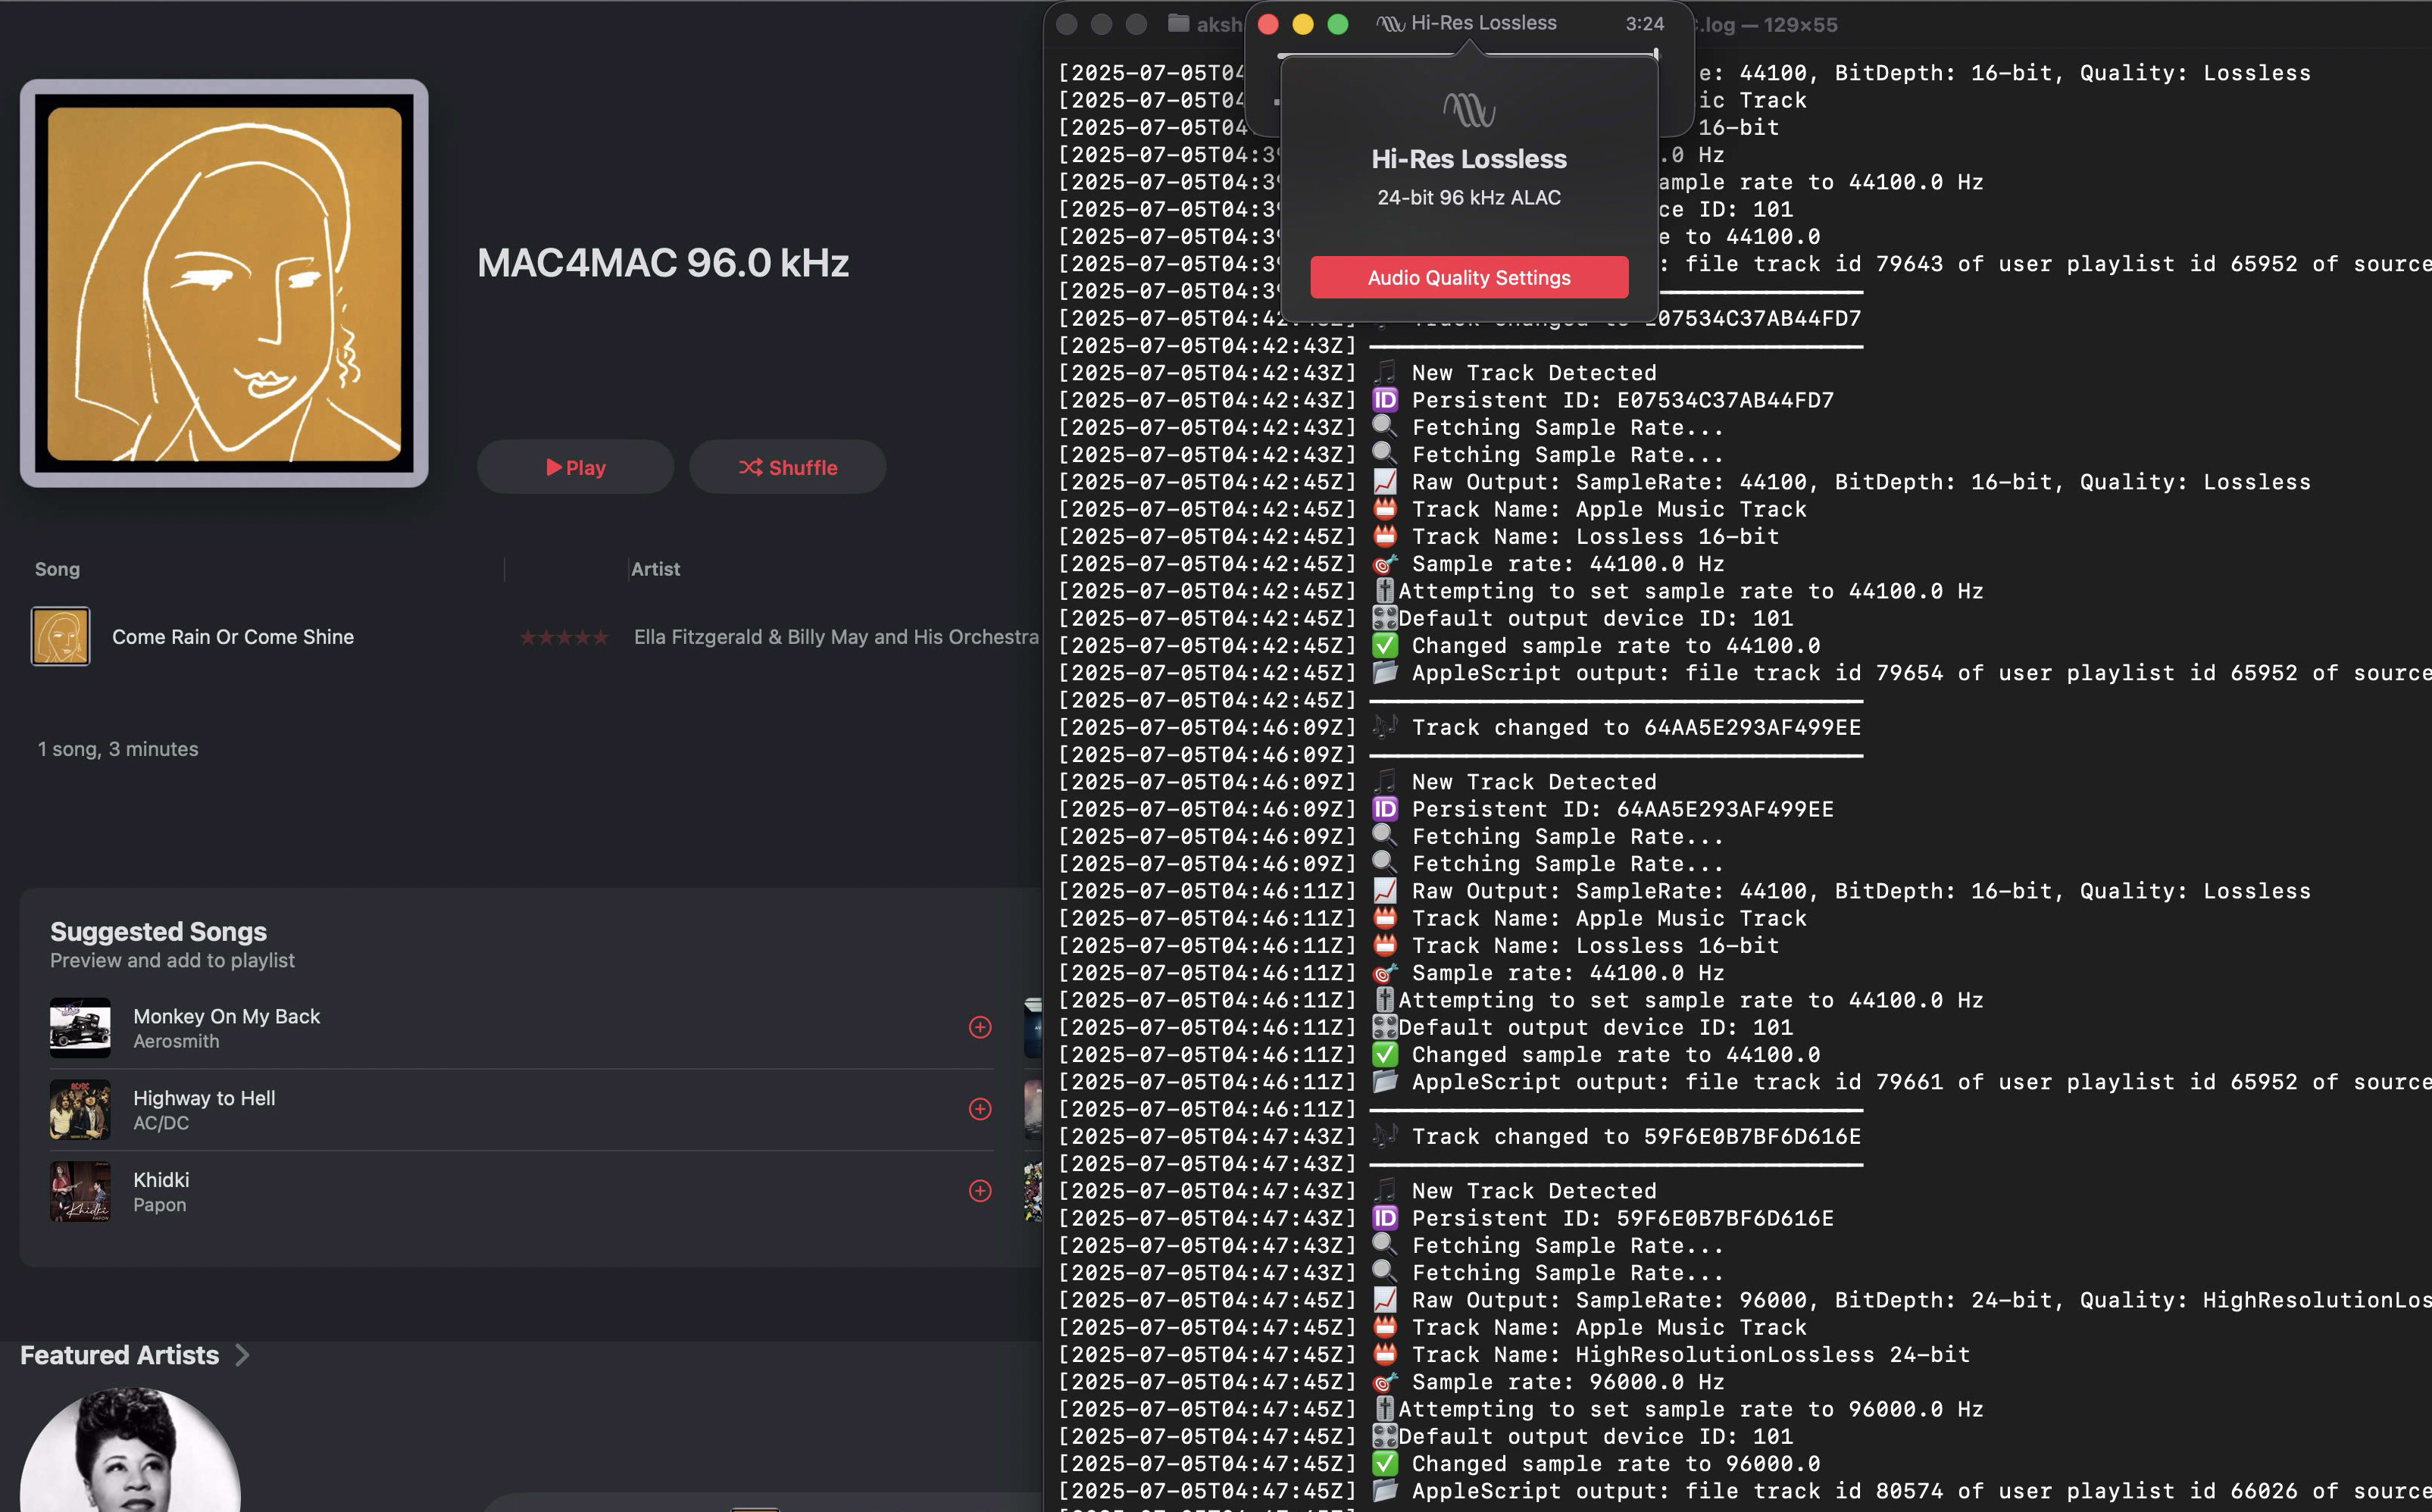 MAC4MAC 96.0 kHz
Play
Shuffle
Song
Artist
Come Rain Or Come Shine
Ella Fitzgerald & Billy May and His Orchestra
1 song, 3 minutes
Suggested Songs
Preview and add to playlist
Monkey On My Back
Aerosmith
Highway to Hell
AC/DC
Khidki
Papon
Featured Artists
aksh
.log — 129×55
Hi-Res Lossless
3:24
Hi-Res Lossless
24-bit 96 kHz ALAC
Audio Quality Settings
[2025-07-05T04 e: 44100, BitDepth: 16-bit, Quality: Lossless
[2025-07-05T04 ic Track
[2025-07-05T04: 16-bit
[2025-07-05T04:39 .0 Hz
[2025-07-05T04:39 ample rate to 44100.0 Hz
[2025-07-05T04:39 ce ID: 101
[2025-07-05T04:39 e to 44100.0
[2025-07-05T04:39 : file track id 79643 of user playlist id 65952 of source
[2025-07-05T04:39
[2025-07-05T04:42:43Z] Track changed to E07534C37AB44FD7
[2025-07-05T04:42:43Z]
[2025-07-05T04:42:43Z] New Track Detected
[2025-07-05T04:42:43Z] 🆔 Persistent ID: E07534C37AB44FD7
[2025-07-05T04:42:43Z] Fetching Sample Rate...
[2025-07-05T04:42:43Z] Fetching Sample Rate...
[2025-07-05T04:42:45Z] Raw Output: SampleRate: 44100, BitDepth: 16-bit, Quality: Lossless
[2025-07-05T04:42:45Z] Track Name: Apple Music Track
[2025-07-05T04:42:45Z] Track Name: Lossless 16-bit
[2025-07-05T04:42:45Z] Sample rate: 44100.0 Hz
[2025-07-05T04:42:45Z] Attempting to set sample rate to 44100.0 Hz
[2025-07-05T04:42:45Z] Default output device ID: 101
[2025-07-05T04:42:45Z] Changed sample rate to 44100.0
[2025-07-05T04:42:45Z] AppleScript output: file track id 79654 of user playlist id 65952 of source
[2025-07-05T04:42:45Z]
[2025-07-05T04:46:09Z] Track changed to 64AA5E293AF499EE
[2025-07-05T04:46:09Z]
[2025-07-05T04:46:09Z] New Track Detected
[2025-07-05T04:46:09Z] 🆔 Persistent ID: 64AA5E293AF499EE
[2025-07-05T04:46:09Z] Fetching Sample Rate...
[2025-07-05T04:46:09Z] Fetching Sample Rate...
[2025-07-05T04:46:11Z] Raw Output: SampleRate: 44100, BitDepth: 16-bit, Quality: Lossless
[2025-07-05T04:46:11Z] Track Name: Apple Music Track
[2025-07-05T04:46:11Z] Track Name: Lossless 16-bit
[2025-07-05T04:46:11Z] Sample rate: 44100.0 Hz
[2025-07-05T04:46:11Z] Attempting to set sample rate to 44100.0 Hz
[2025-07-05T04:46:11Z] Default output device ID: 101
[2025-07-05T04:46:11Z] Changed sample rate to 44100.0
[2025-07-05T04:46:11Z] AppleScript output: file track id 79661 of user playlist id 65952 of source
[2025-07-05T04:46:11Z]
[2025-07-05T04:47:43Z] Track changed to 59F6E0B7BF6D616E
[2025-07-05T04:47:43Z]
[2025-07-05T04:47:43Z] New Track Detected
[2025-07-05T04:47:43Z] 🆔 Persistent ID: 59F6E0B7BF6D616E
[2025-07-05T04:47:43Z] Fetching Sample Rate...
[2025-07-05T04:47:43Z] Fetching Sample Rate...
[2025-07-05T04:47:45Z] Raw Output: SampleRate: 96000, BitDepth: 24-bit, Quality: HighResolutionLos
[2025-07-05T04:47:45Z] Track Name: Apple Music Track
[2025-07-05T04:47:45Z] Track Name: HighResolutionLossless 24-bit
[2025-07-05T04:47:45Z] Sample rate: 96000.0 Hz
[2025-07-05T04:47:45Z] Attempting to set sample rate to 96000.0 Hz
[2025-07-05T04:47:45Z] Default output device ID: 101
[2025-07-05T04:47:45Z] Changed sample rate to 96000.0
[2025-07-05T04:47:45Z] AppleScript output: file track id 80574 of user playlist id 66026 of source